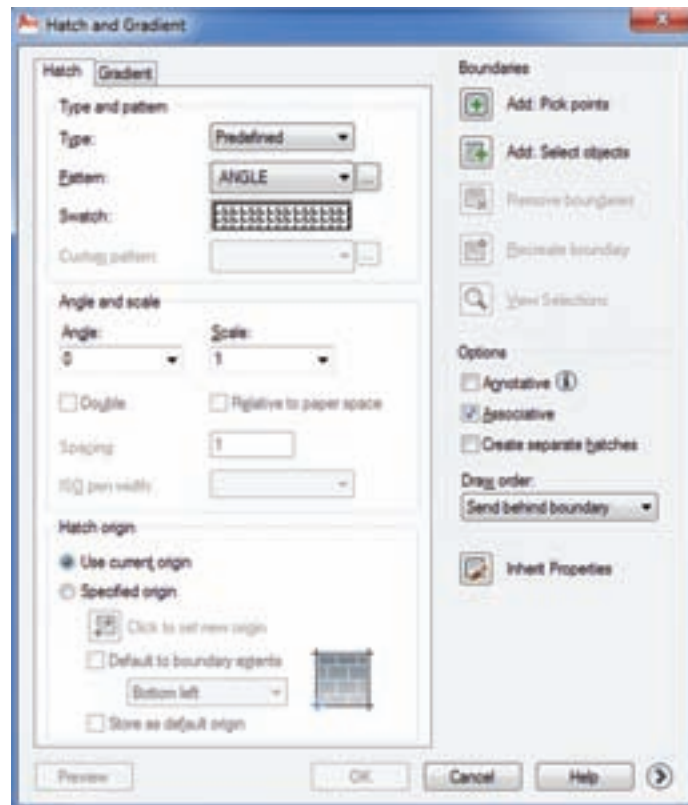 Hatch and Gradient
Hatch
Gradient
Type and pattern
Type:
Predefined
Pattern:
ANGLE
...
Swatch:
Custom pattern:
...
Angle and scale
Angle:
Scale:
0
1
Double
Relative to paper space
Spacing:
1
ISO pen width:
Hatch origin
Use current origin
Specified origin
Click to set new origin
Default to boundary extents
Bottom left
Store as default origin
Boundaries
Add: Pick points
Add: Select objects
Remove boundaries
Recreate boundary
View Selections
Options
Annotative
Associative
Create separate hatches
Draw order:
Send behind boundary
Inherit Properties
Preview
OK
Cancel
Help